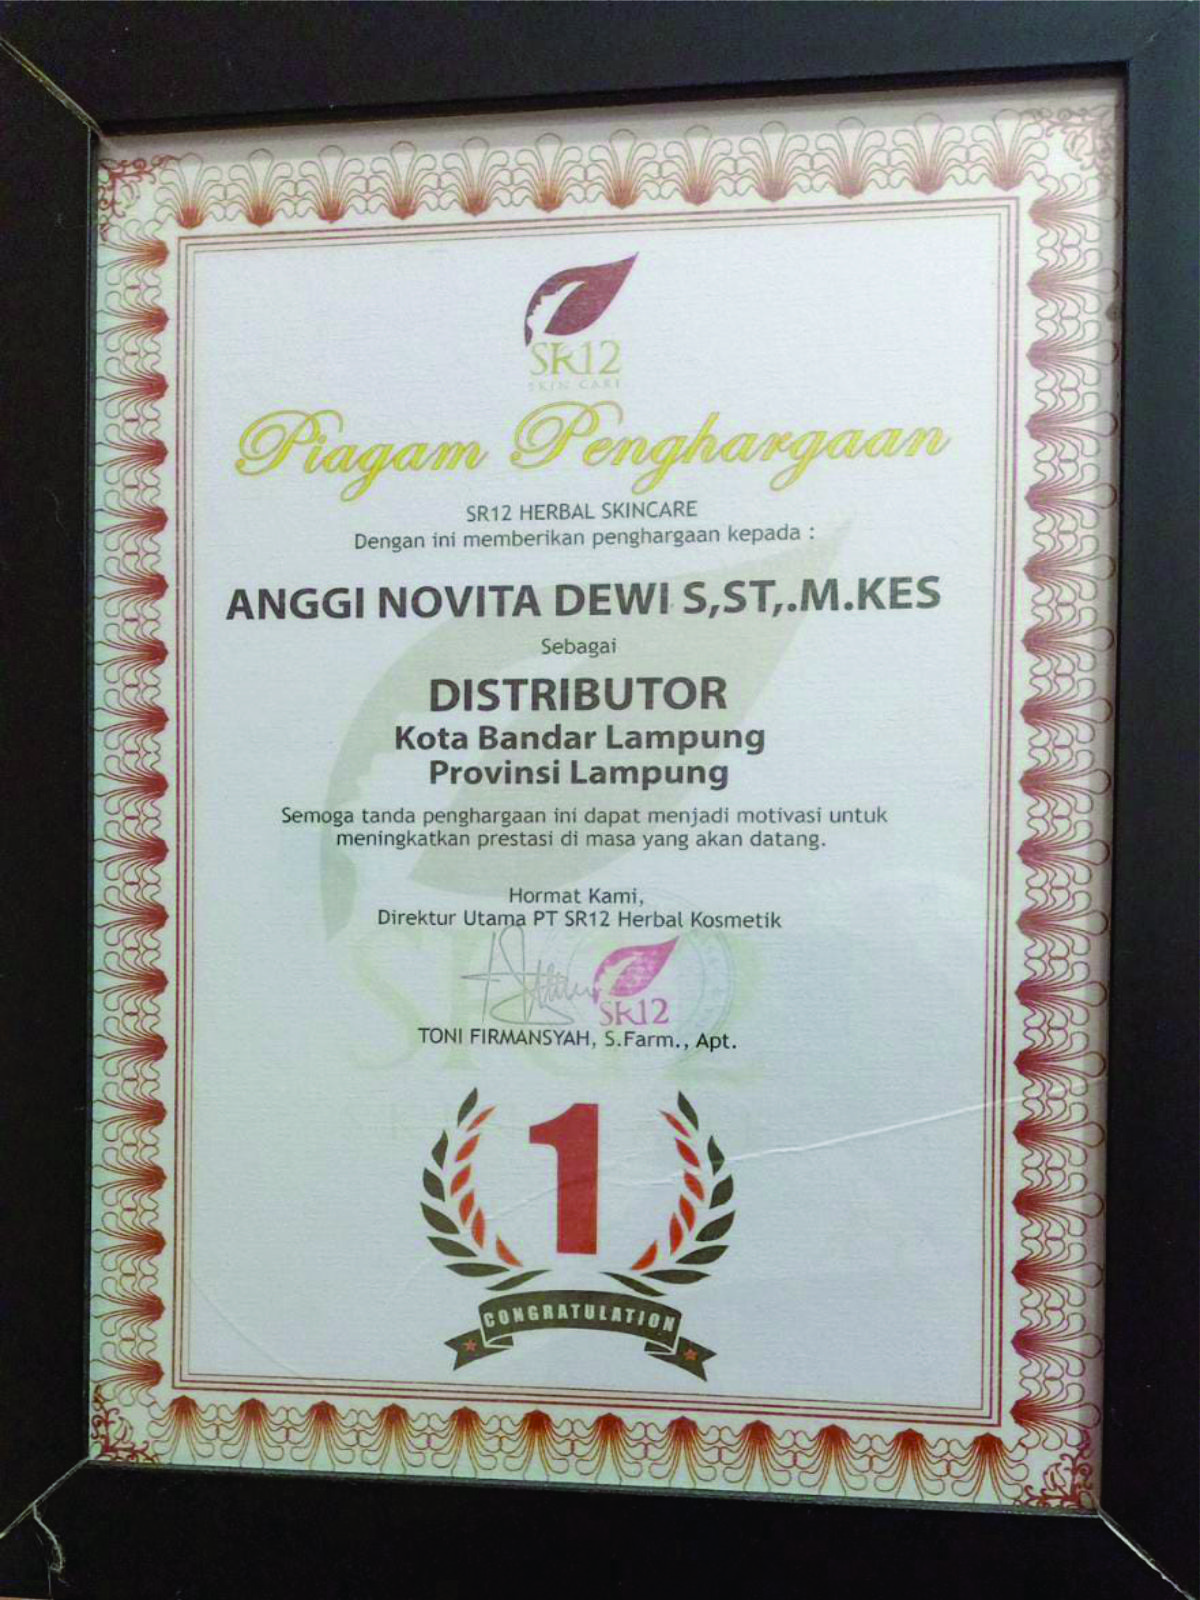 SR12
SKIN CARE
Piagam Penghargaan
SR12 HERBAL SKINCARE
Dengan ini memberikan penghargaan kepada :
ANGGI NOVITA DEWI S,ST,.M.KES
Sebagai
DISTRIBUTOR
Kota Bandar Lampung
Provinsi Lampung
Semoga tanda penghargaan ini dapat menjadi motivasi untuk
meningkatkan prestasi di masa yang akan datang.
Hormat Kami,
Direktur Utama PT SR12 Herbal Kosmetik
SR12
TONI FIRMANSYAH, S.Farm., Apt.
1
CONGRATULATION